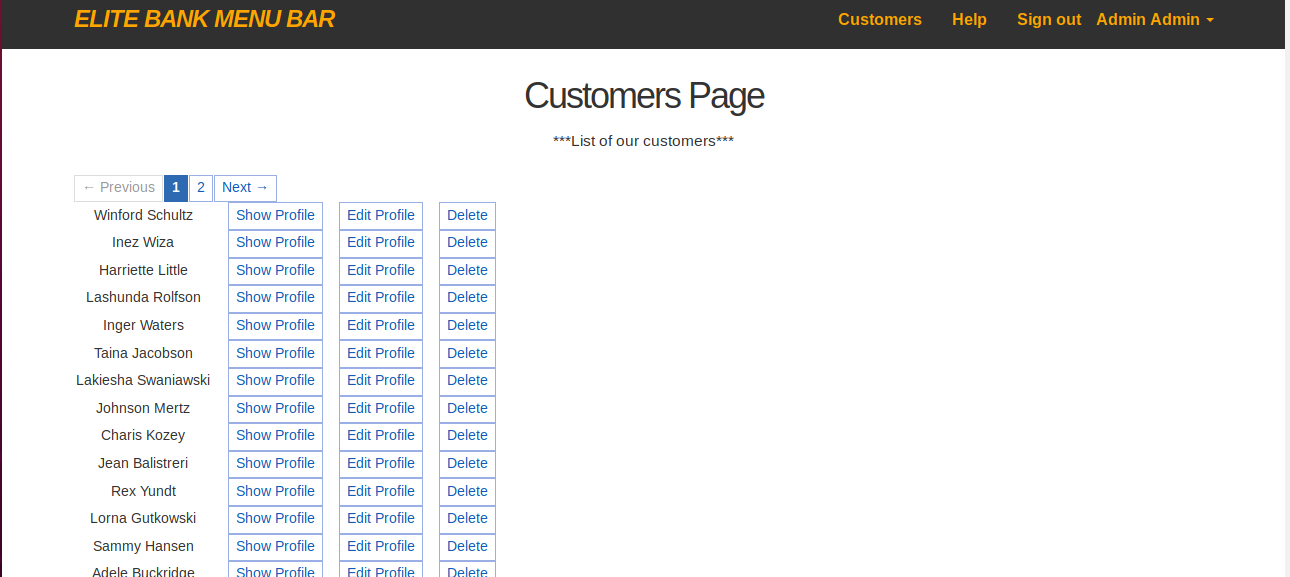 ELITE BANK MENU BAR Customers Help Sign out Admin Admin
Customers Page
***List of our customers***
← Previous 1 2 Next →
Winford Schultz Show Profile Edit Profile Delete
Inez Wiza Show Profile Edit Profile Delete
Harriette Little Show Profile Edit Profile Delete
Lashunda Rolfson Show Profile Edit Profile Delete
Inger Waters Show Profile Edit Profile Delete
Taina Jacobson Show Profile Edit Profile Delete
Lakiesha Swaniawski Show Profile Edit Profile Delete
Johnson Mertz Show Profile Edit Profile Delete
Charis Kozey Show Profile Edit Profile Delete
Jean Balistreri Show Profile Edit Profile Delete
Rex Yundt Show Profile Edit Profile Delete
Lorna Gutkowski Show Profile Edit Profile Delete
Sammy Hansen Show Profile Edit Profile Delete
Adele Buckridge Show Profile Edit Profile Delete